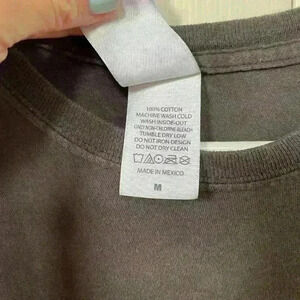 100% COTTON
MACHINE WASH COLD
WASH INSIDE-OUT
ONLY NON-CHLORINE BLEACH
TUMBLE DRY LOW
DO NOT IRON DESIGN
DO NOT DRY CLEAN
MADE IN MEXICO
M